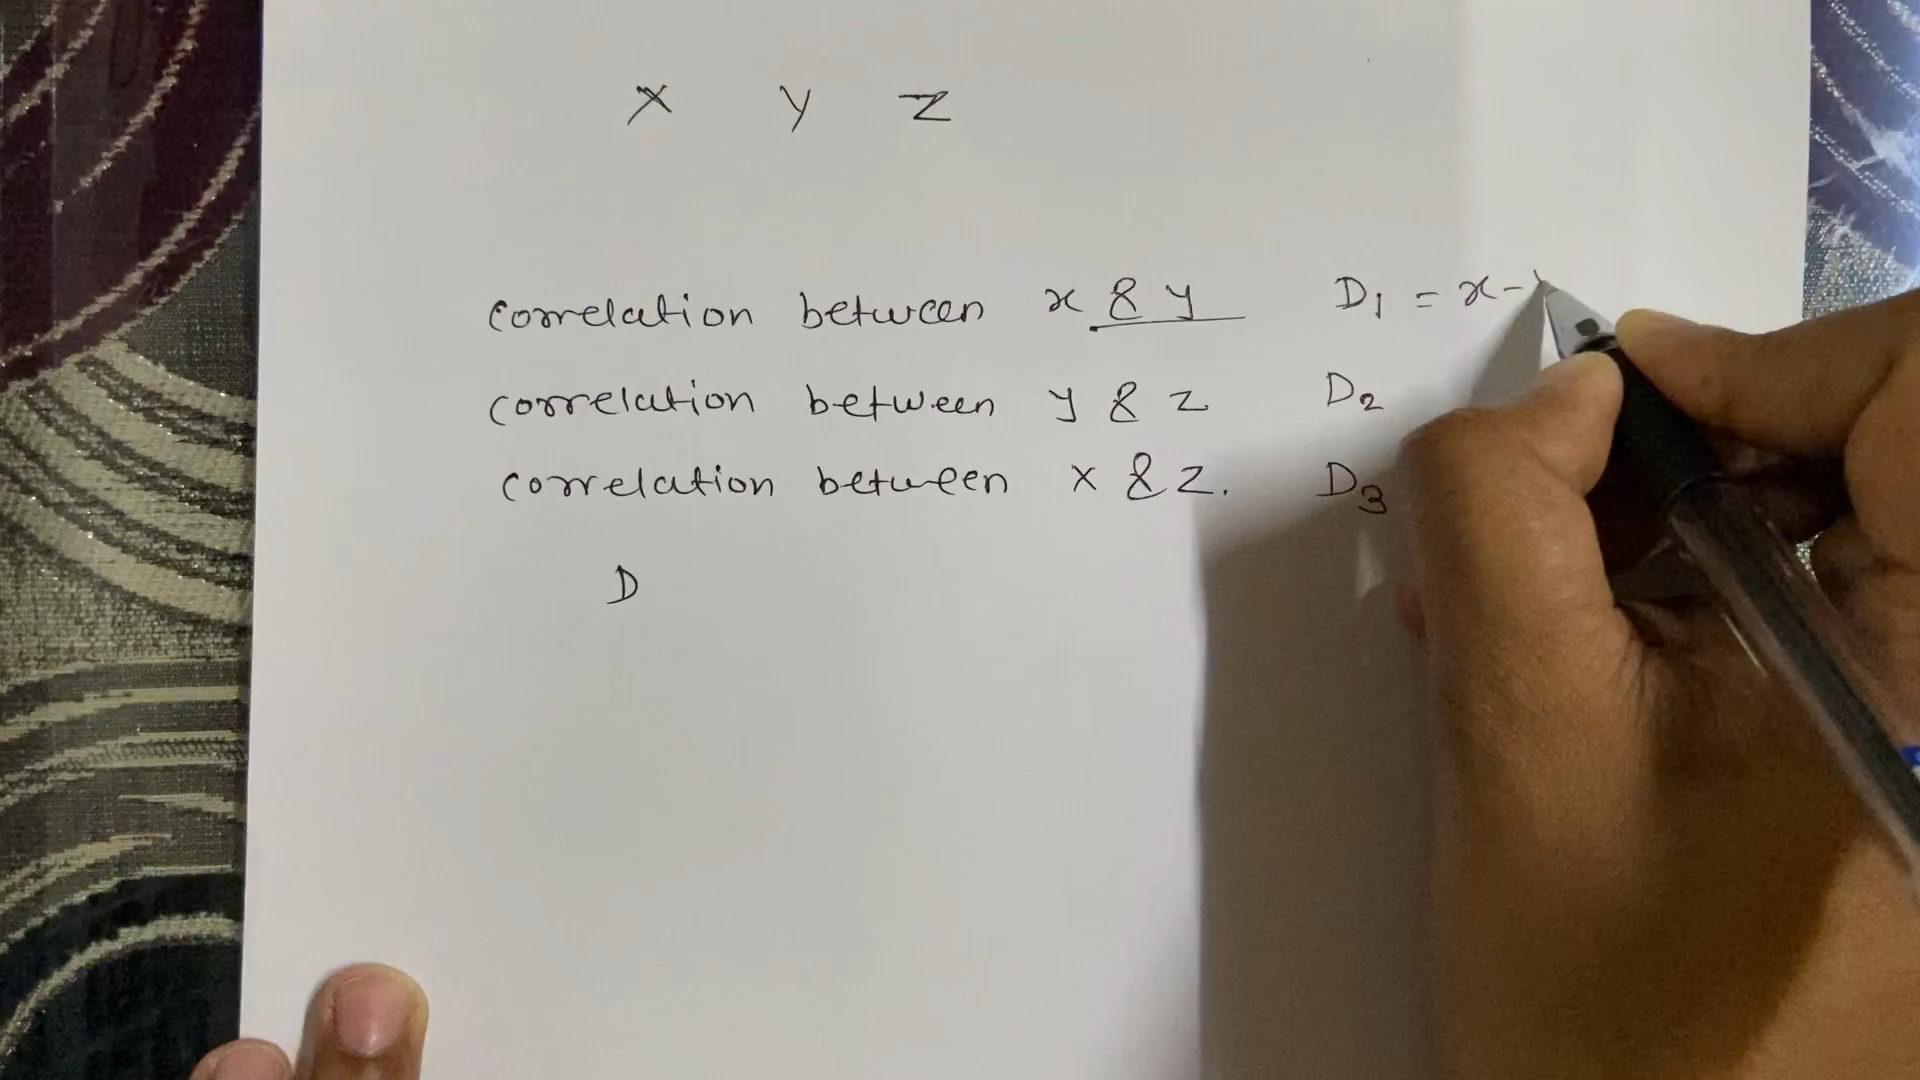 X Y Z
correlation between x & y D1 = x -
correlation between y & z D2
correlation between X & Z. D3
D